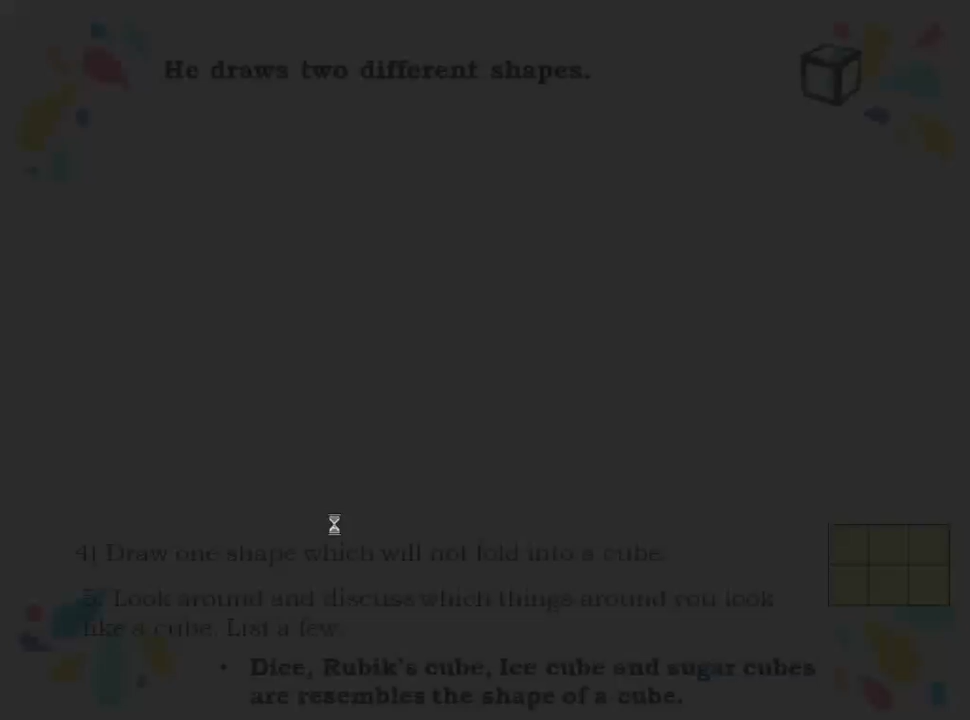 He draws two different shapes.
4) Draw one shape which will not fold into a cube.
5. Look around and discuss which things around you look
like a cube. List a few.
• Dice, Rubik's cube, Ice cube and sugar cubes
are resembles the shape of a cube.